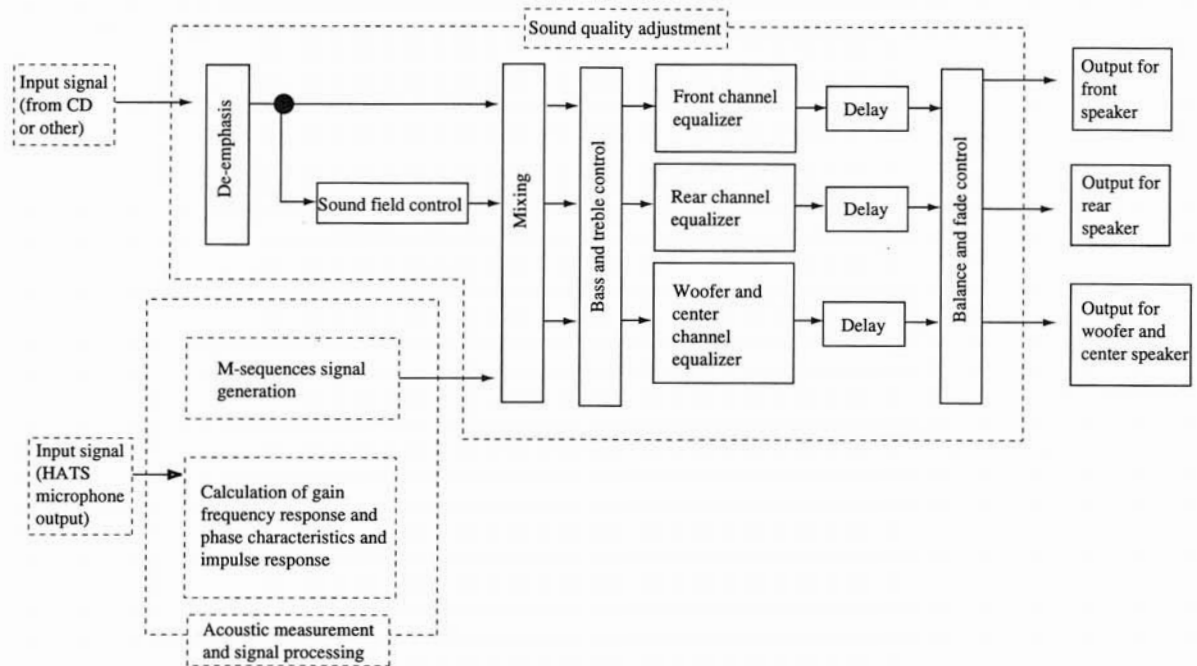 Sound quality adjustment
Input signal
(from CD
or other)
De-emphasis
Sound field control
Mixing
Bass and treble control
Front channel
equalizer
Delay
Rear channel
equalizer
Delay
Woofer and
center
channel
equalizer
Delay
Balance and fade control
Output for
front
speaker
Output for
rear
speaker
Output for
woofer and
center speaker
M-sequences signal
generation
Input signal
(HATS
microphone
output)
Calculation of gain
frequency response and
phase characteristics and
impulse response
Acoustic measurement
and signal processing